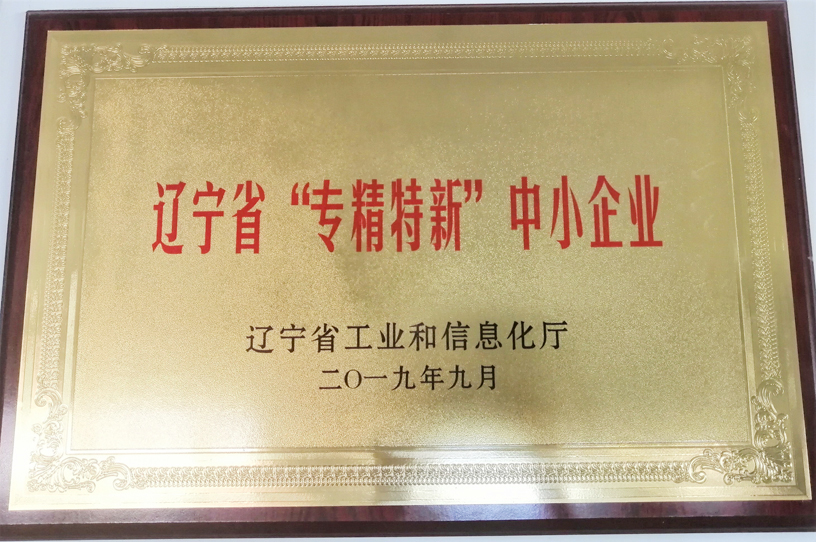 辽宁省“专精特新”中小企业
辽宁省工业和信息化厅
二〇一九年九月